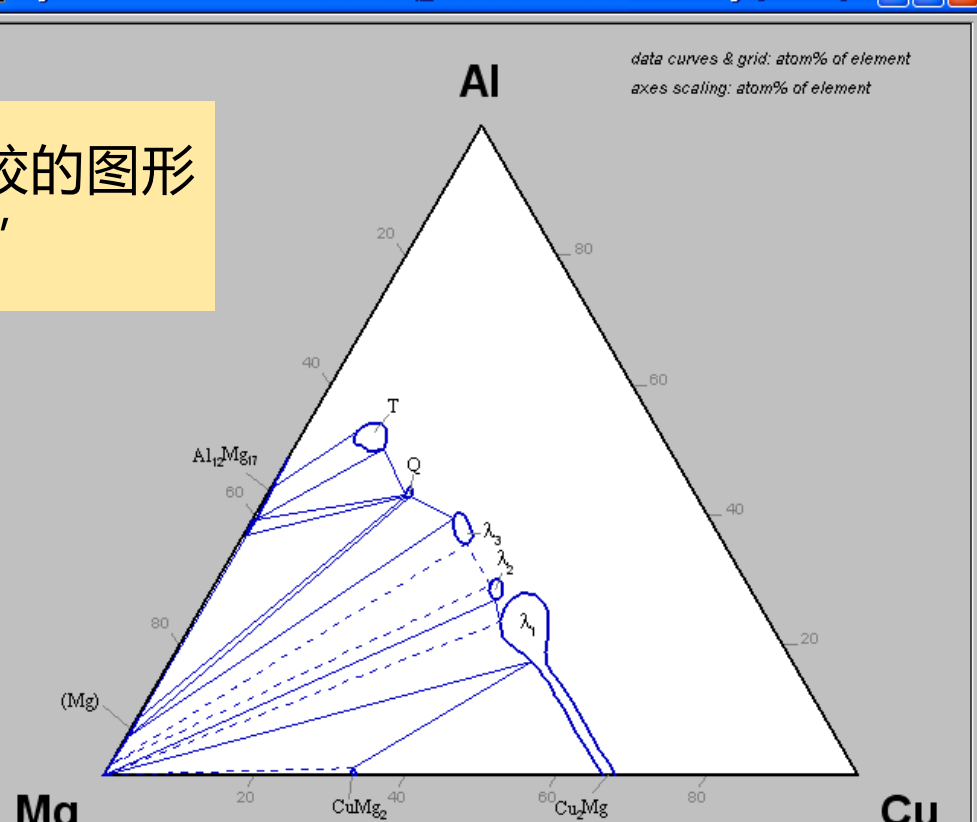 data curves & grid: atom% of element
axes scaling: atom% of element
Al
的图形
20
80
40
60
T
Al₁₂Mg₁₇
Q
60
40
λ₃
λ₂
80
λ₁
20
(Mg)
20
CuMg₂
40
60
Cu₂Mg
80
Mg
Cu